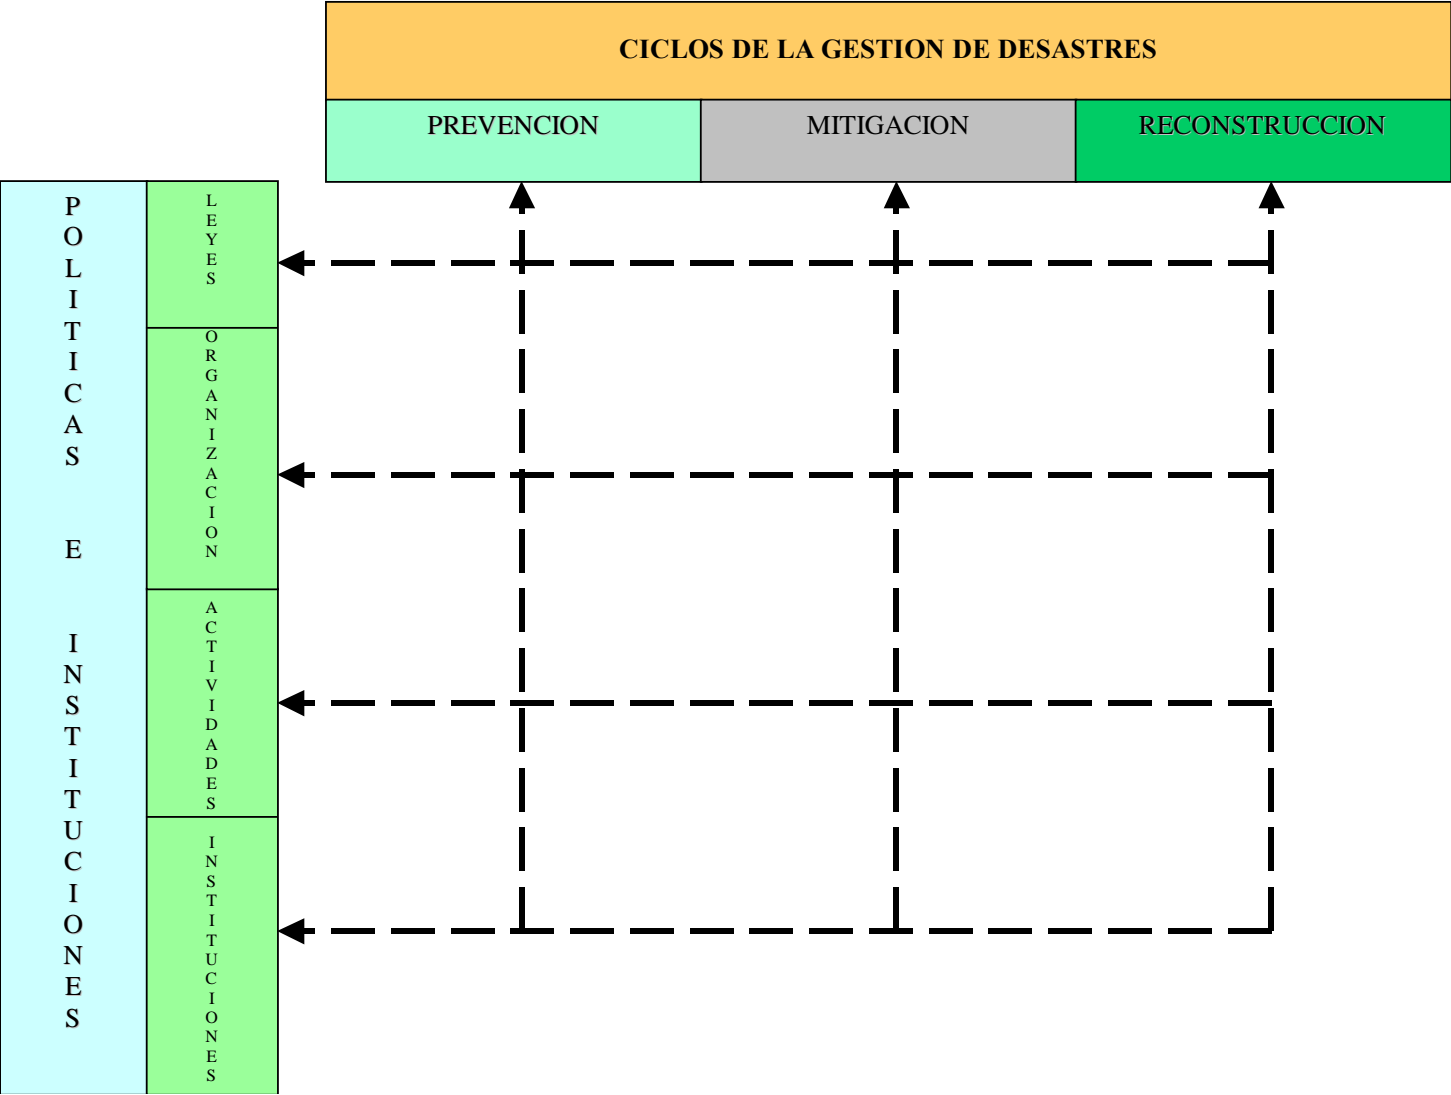 CICLOS DE LA GESTION DE DESASTRES
PREVENCION
MITIGACION
RECONSTRUCCION
POLITICAS E INSTITUCIONES
LEYES
ORGANIZACION
ACTIVIDADES
INSTITUCIONES